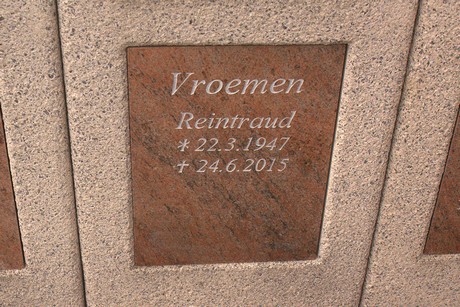 Vroemen
Reintraud
* 22.3.1947
✝ 24.6.2015